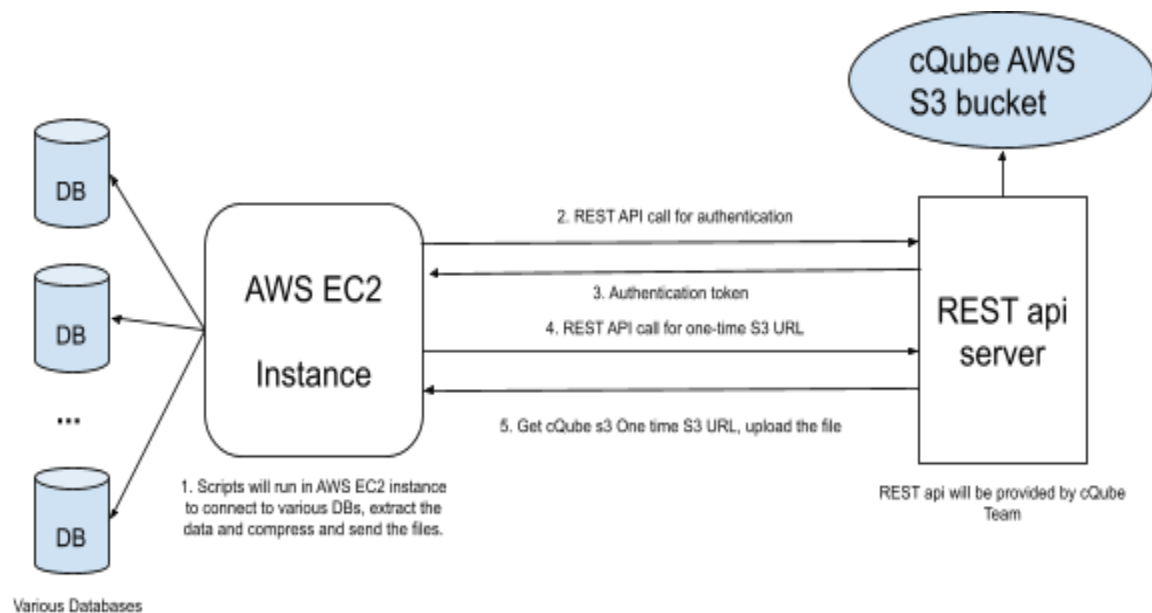 cQube AWS
S3 bucket
DB
2. REST API call for authentication
AWS EC2
Instance
3. Authentication token
REST api
server
DB
4. REST API call for one-time S3 URL
...
5. Get cQube s3 One time S3 URL, upload the file
DB
1. Scripts will run in AWS EC2 instance
to connect to various DBs, extract the
data and compress and send the files.
REST api will be provided by cQube
Team
Various Databases